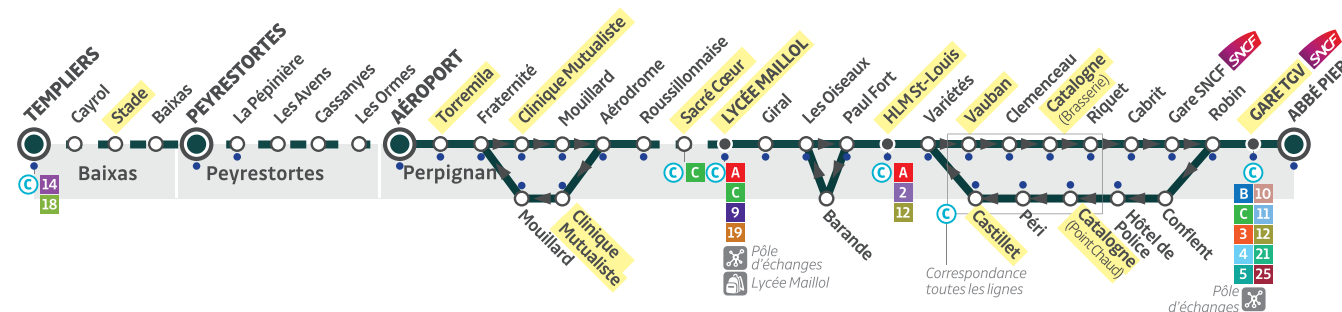 TEMPLIERS
Cayrol
Stade
Baixas
PEYRESTORTES
La Pépinière
Les Avens
Cassanyes
Les Ormes
AÉROPORT
Torremila
Fraternité
Clinique Mutualiste
Mouillard
Aérodrome
Roussillonnaise
Sacré Cœur
LYCÉE MAILLOL
Giral
Les Oiseaux
Paul Fort
HLM St-Louis
Variétés
Vauban
Clemenceau
Catalogne
(Brasserie)
Riquet
Cabrit
Gare SNCF
SNCF
Robin
GARE TGV
SNCF
ABBÉ PIER
Baixas
Peyrestortes
Perpignan
Mouillard
Clinique
Mutualiste
Barande
Castillet
Péri
Catalogne
(Point Chaud)
Hôtel de
Police
Conflent
C 14
18
C C
C A
C
9
19
Pôle
d'échanges
Lycée Maillol
C A
2
12
C
Correspondance
toutes les lignes
C
B 10
C 11
3 12
4 21
5 25
Pôle
d'échanges